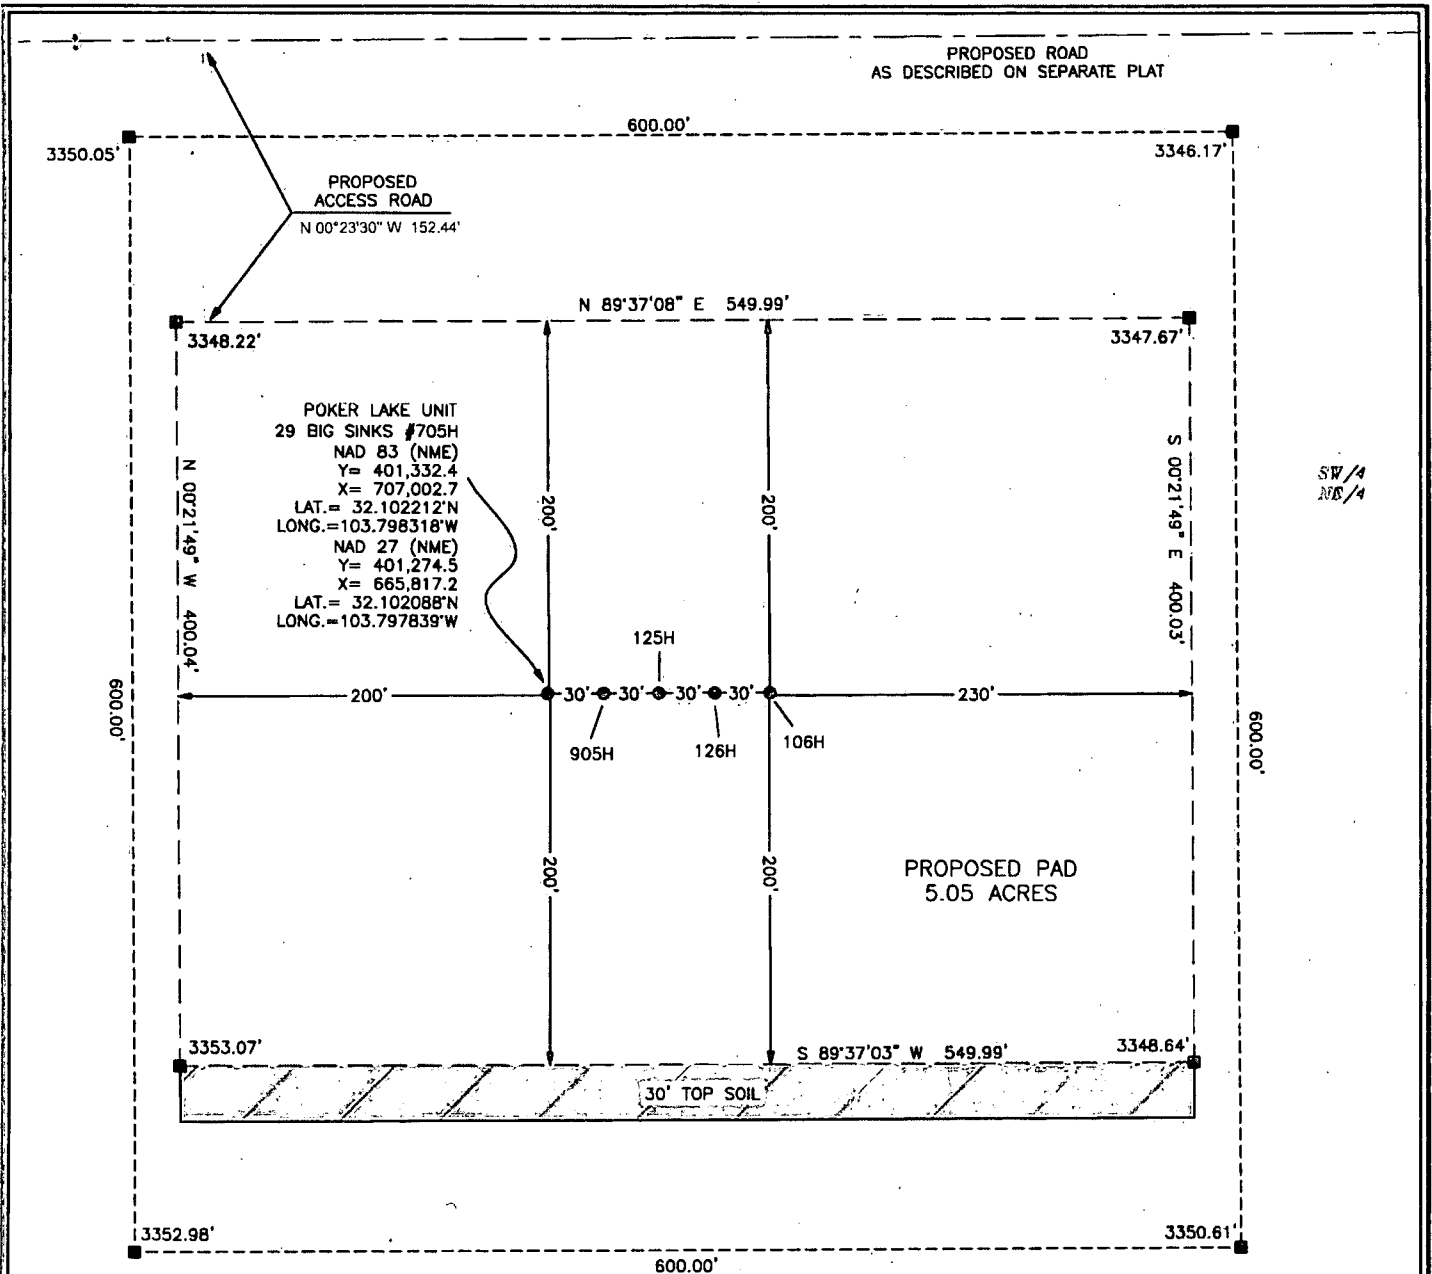 PROPOSED ROAD
AS DESCRIBED ON SEPARATE PLAT
600.00'
3350.05'
3346.17'
PROPOSED
ACCESS ROAD
N 00°23'30" W 152.44'
N 89°37'08" E 549.99'
3348.22'
3347.67'
POKER LAKE UNIT
29 BIG SINKS #705H
NAD 83 (NME)
Y= 401,332.4
X= 707,002.7
LAT.= 32.102212°N
LONG.=103.798318°W
NAD 27 (NME)
Y= 401,274.5
X= 665,817.2
LAT.= 32.102088°N
LONG.=103.797839°W
N 00°21'49" W 400.04'
200'
200'
S 00°21'49" E 400.03'
SW/4
NE/4
125H
600.00'
200'
30'
30'
30'
30'
230'
600.00'
905H
126H
106H
200'
200'
PROPOSED PAD
5.05 ACRES
3353.07'
S 89°37'03" W 549.99'
3348.64'
30' TOP SOIL
3352.98'
3350.61'
600.00'